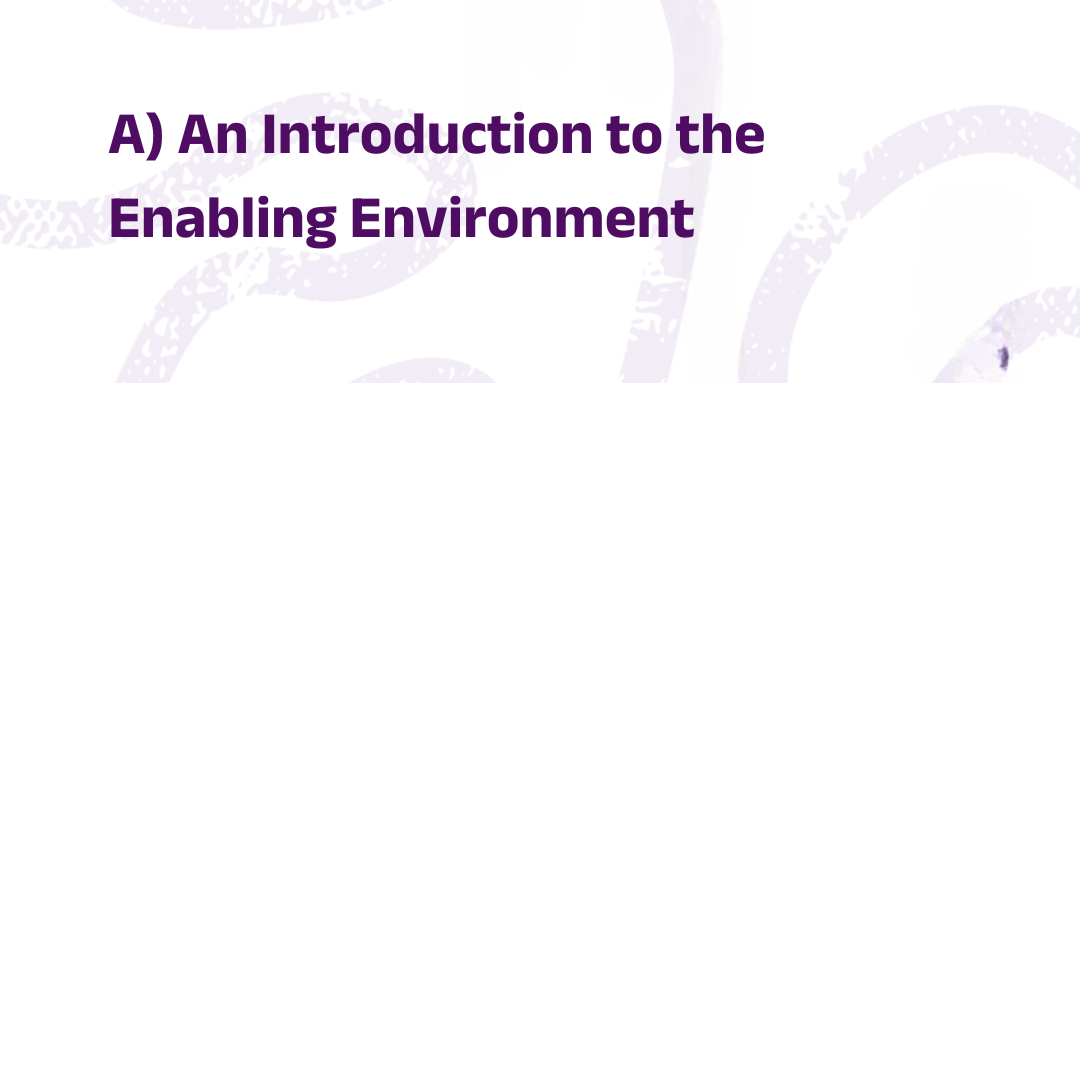 A) An Introduction to the
Enabling Environment